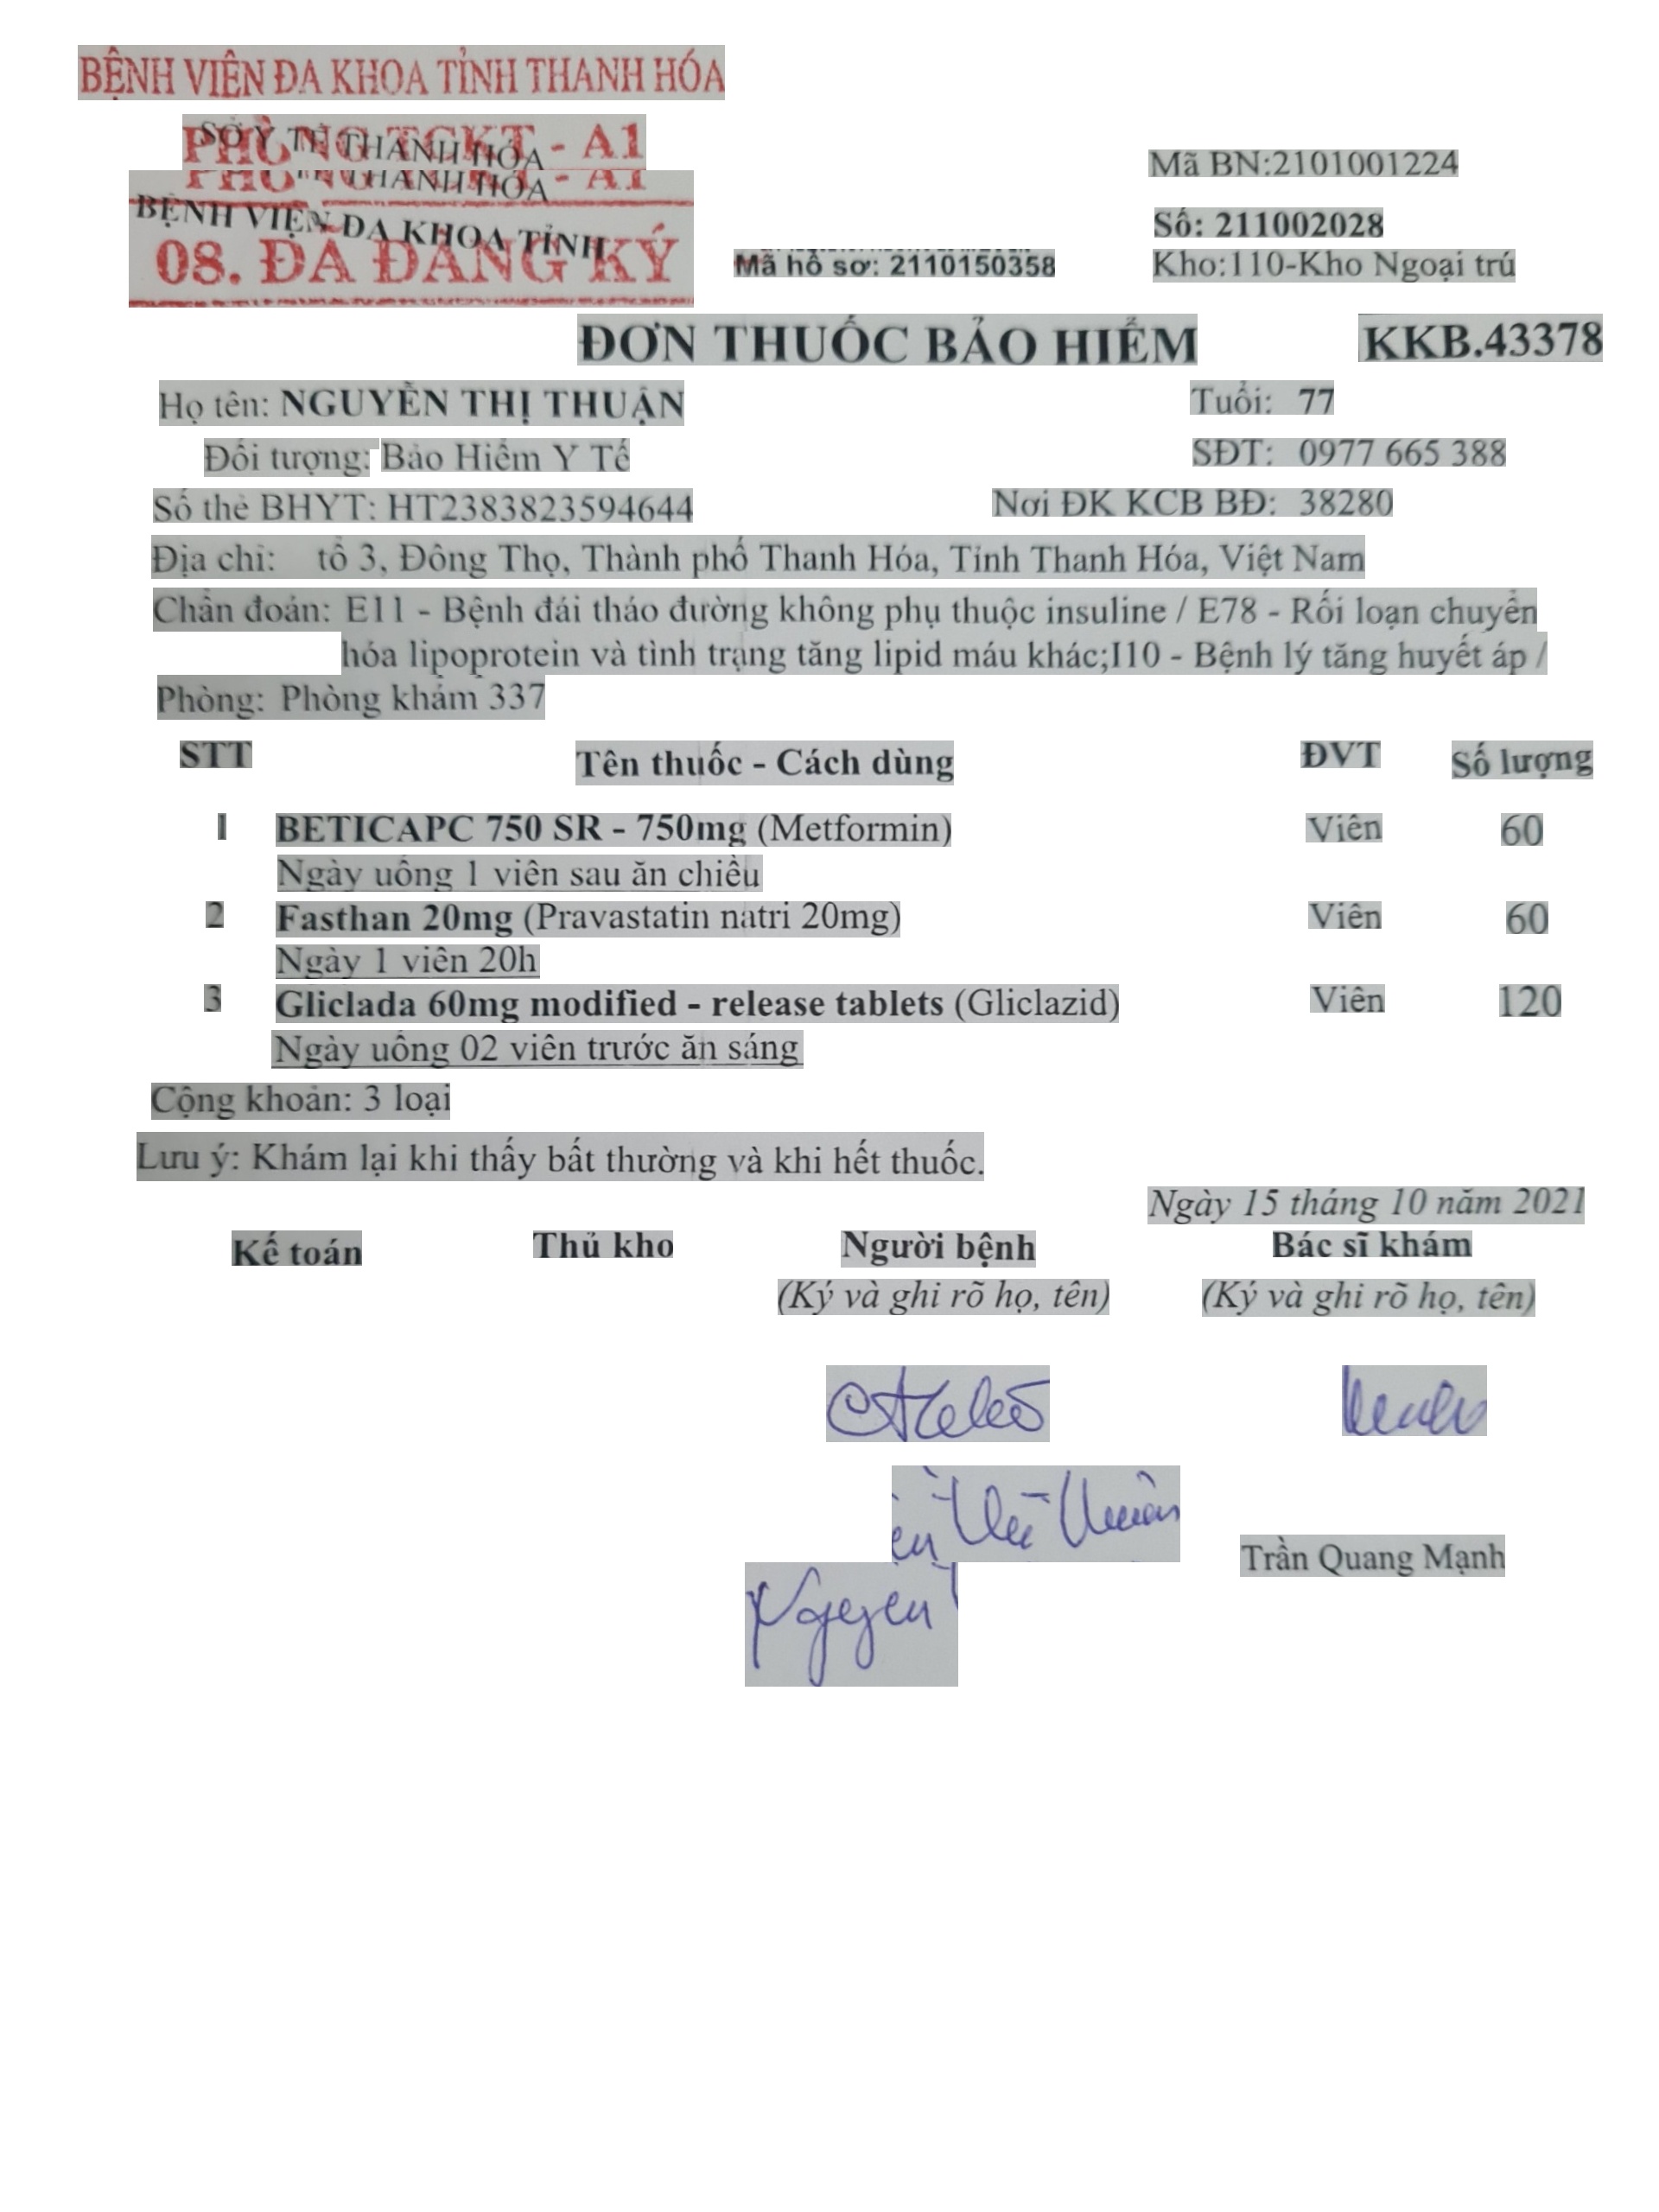 BỆNH VIỆN ĐA KHOA TỈNH THANH HÓA
SỞ Y TẾ THANH HÓA
PHÒNG TCKT - A1
Mã BN:2101001224
BỆNH VIỆN ĐA KHOA TỈNH
Số: 211002028
08. ĐÃ ĐĂNG KÝ
Mã hồ sơ: 2110150358
Kho:110-Kho Ngoại trú
ĐƠN THUỐC BẢO HIỂM
KKB.43378
Họ tên: NGUYỄN THỊ THUẬN
Tuổi: 77
Đối tượng: Bảo Hiểm Y Tế
SĐT: 0977 665 388
Số thẻ BHYT: HT2383823594644
Nơi ĐK KCB BĐ: 38280
Địa chỉ: tổ 3, Đông Thọ, Thành phố Thanh Hóa, Tỉnh Thanh Hóa, Việt Nam
Chẩn đoán: E11 - Bệnh đái tháo đường không phụ thuộc insuline / E78 - Rối loạn chuyển
hóa lipoprotein và tình trạng tăng lipid máu khác;I10 - Bệnh lý tăng huyết áp /
Phòng: Phòng khám 337
STT Tên thuốc - Cách dùng ĐVT Số lượng
1 BETICAPC 750 SR - 750mg (Metformin) Viên 60
Ngày uống 1 viên sau ăn chiều
2 Fasthan 20mg (Pravastatin natri 20mg) Viên 60
Ngày 1 viên 20h
3 Gliclada 60mg modified - release tablets (Gliclazid) Viên 120
Ngày uống 02 viên trước ăn sáng
Cộng khoản: 3 loại
Lưu ý: Khám lại khi thấy bất thường và khi hết thuốc.
Ngày 15 tháng 10 năm 2021
Kế toán Thủ kho Người bệnh Bác sĩ khám
(Ký và ghi rõ họ, tên) (Ký và ghi rõ họ, tên)
Nguyễn Thị Thuận
Trần Quang Mạnh